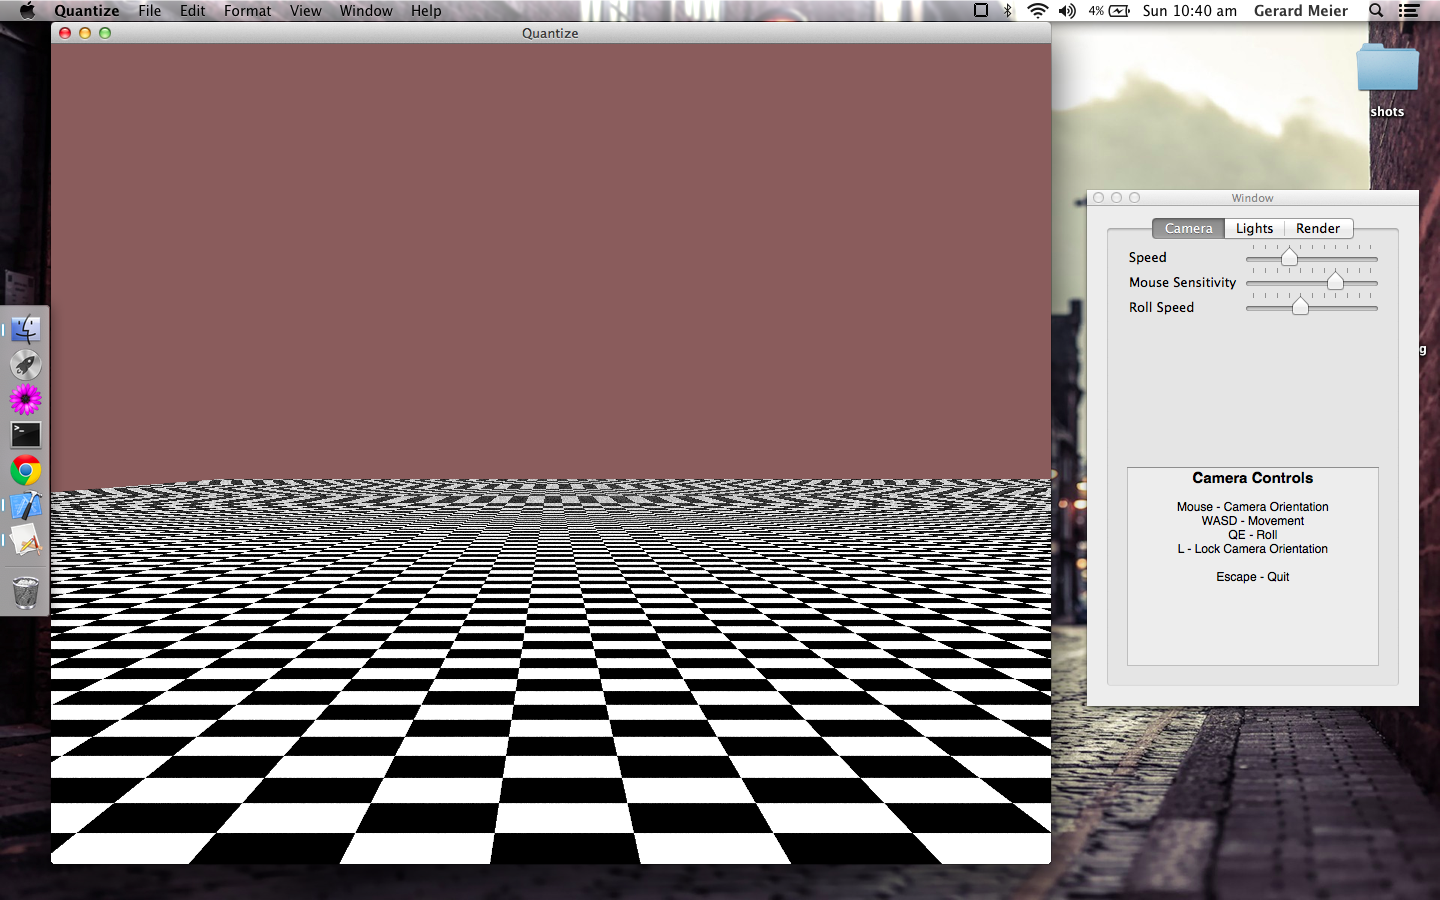 Quantize File Edit Format View Window Help 4% Sun 10:40 am Gerard Meier
Quantize
shots
Window
Camera Lights Render
Speed
Mouse Sensitivity
Roll Speed
g
Camera Controls
Mouse - Camera Orientation
WASD - Movement
QE - Roll
L - Lock Camera Orientation
Escape - Quit